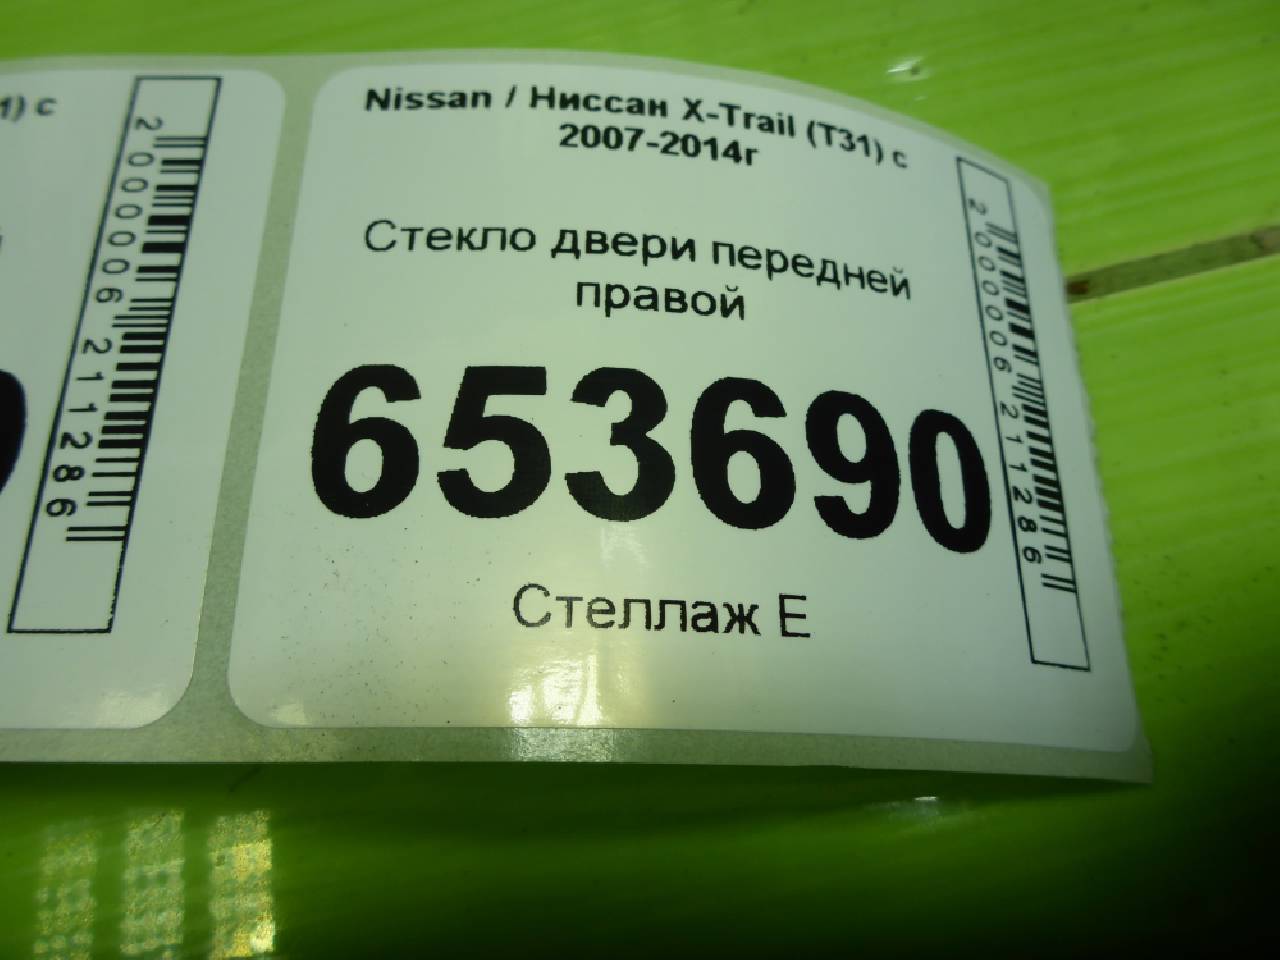 1) с
2000006211286
Nissan / Ниссан X-Trail (T31) с
2007-2014г
Стекло двери передней
правой
653690
Стеллаж Е
2000006211286